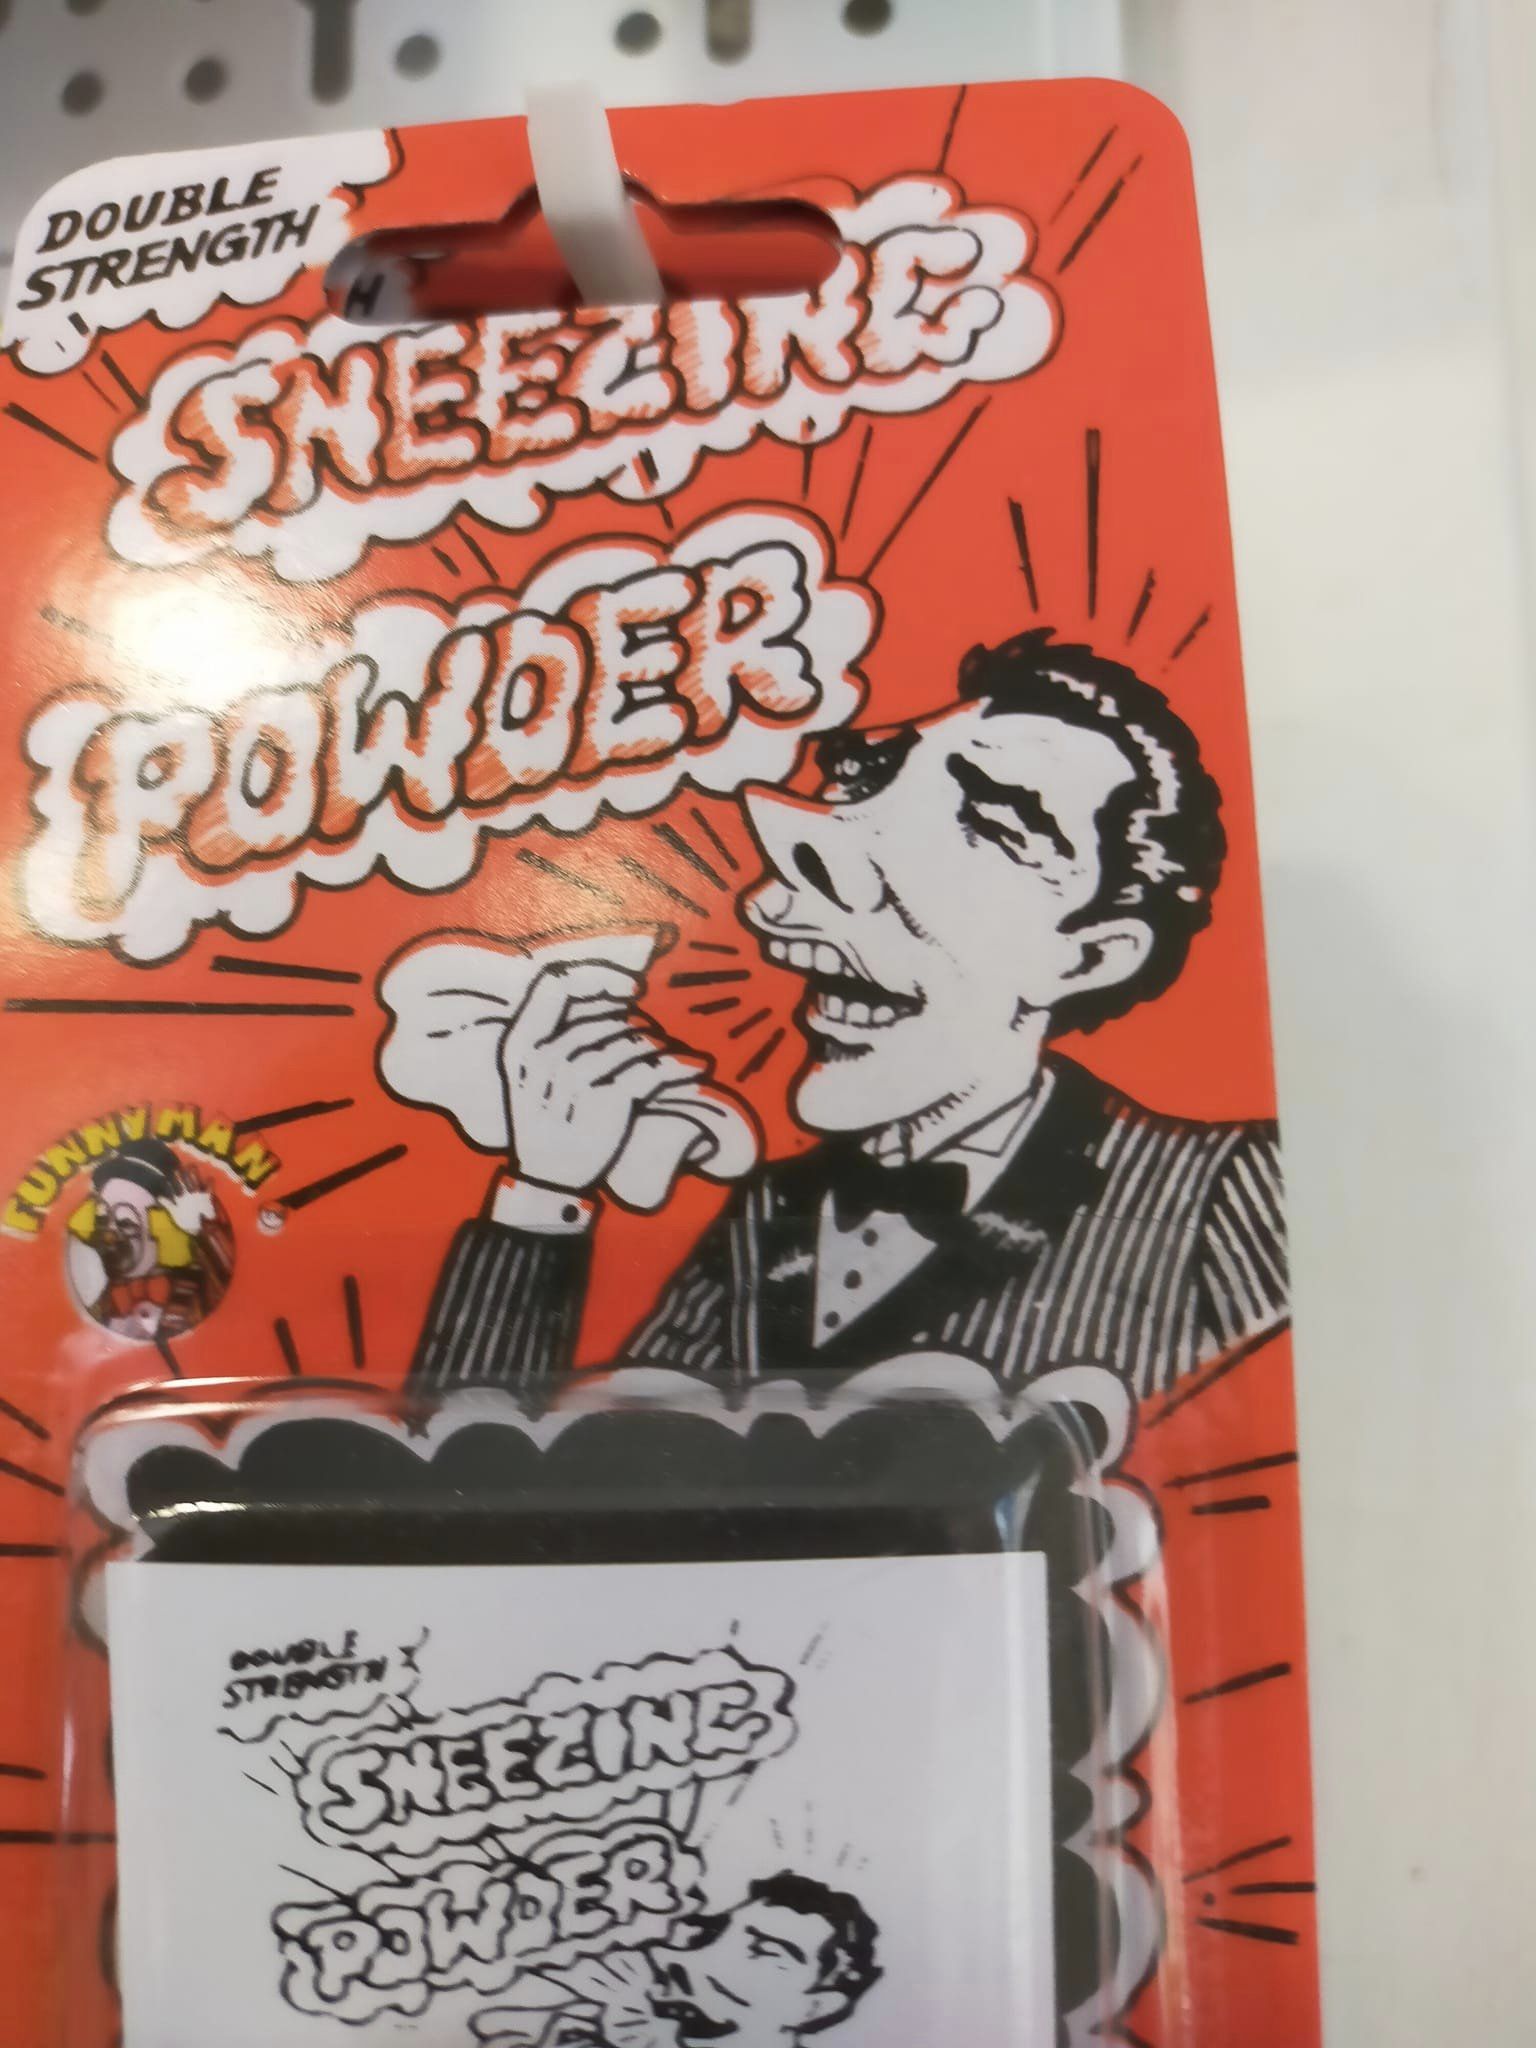 DOUBLE
STRENGTH
H
SNEEZING
POWDER
FUNNYMAN
DOUBLE
STRENGTH
SNEEZING
POWDER